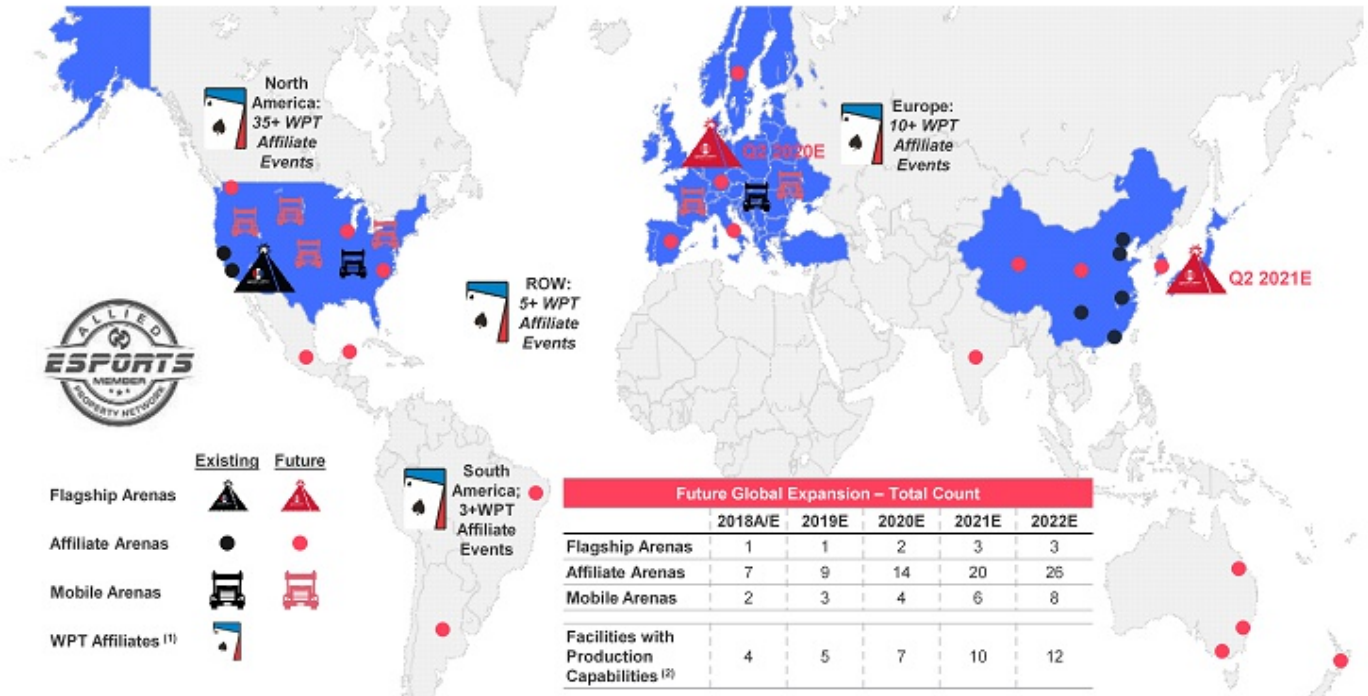 North
America:
35+ WPT
Affiliate
Events
Europe:
10+ WPT
Affiliate
Events
Q2 2020E
ROW:
5+ WPT
Affiliate
Events
Q2 2021E
ALLIED
ESPORTS
MEMBER
PROPERTY NETWORK
South
America;
3+WPT
Affiliate
Events
Existing Future
Flagship Arenas
Affiliate Arenas
Mobile Arenas
WPT Affiliates (1)
Future Global Expansion – Total Count
2018A/E 2019E 2020E 2021E 2022E
Flagship Arenas 1 1 2 3 3
Affiliate Arenas 7 9 14 20 26
Mobile Arenas 2 3 4 6 8
Facilities with
Production
Capabilities (2) 4 5 7 10 12